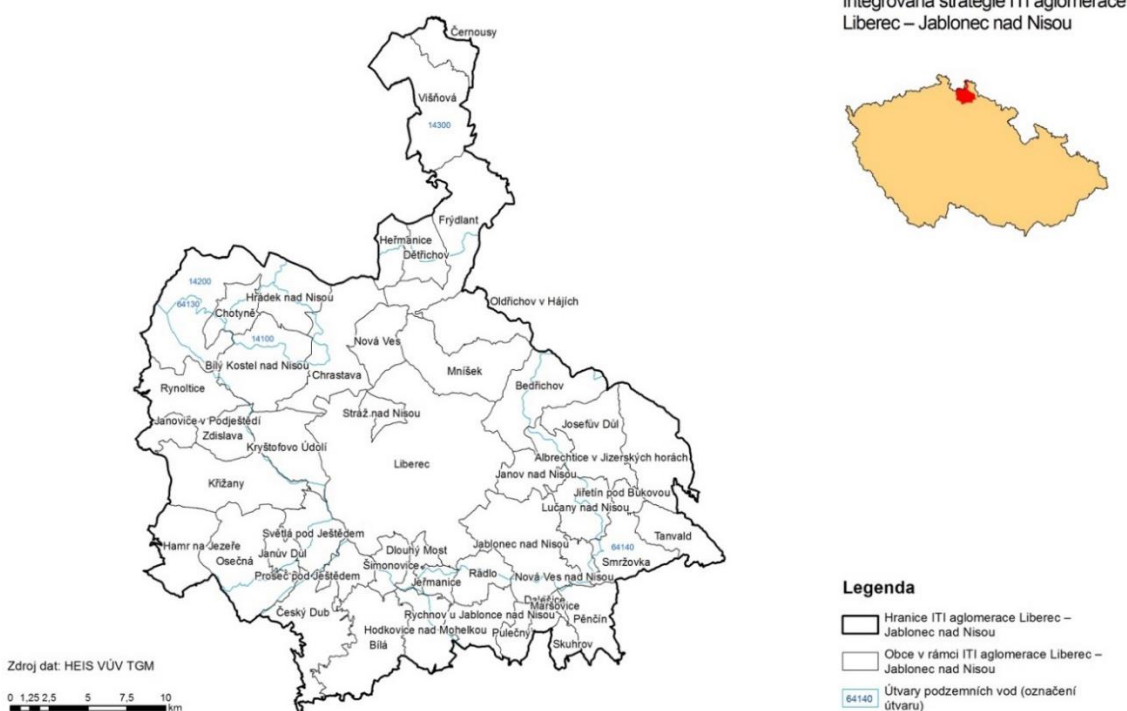 Integrovaná strategie ITI aglomerace
Liberec – Jablonec nad Nisou
Černousy
Višňová
14300
Frýdlant
Heřmanice
Dětřichov
14200
64130
Hrádek nad Nisou
Chotyně
Oldřichov v Hájích
14100
Nová Ves
Bílý Kostel nad Nisou
Chrastava
Mníšek
Rynoltice
Bedřichov
Stráž nad Nisou
Janovice v Podještědí
Josefův Důl
Zdislava
Kryštofovo Údolí
Liberec
Albrechtice v Jizerských horách
Janov nad Nisou
Křižany
Jiřetín pod Bukovou
Lučany nad Nisou
Světlá pod Ještědem
Tanvald
Hamr na Jezeře
Dlouhý Most
Jablonec nad Nisou
64140
Janův Důl
Osečná
Šimonovice
Smržovka
Proseč pod Ještědem
Jeřmanice
Rádlo
Nová Ves nad Nisou
Dalešice
Maršovice
Český Dub
Rychnov u Jablonce nad Nisou
Pěnčín
Hodkovice nad Mohelkou
Pulečný
Bílá
Skuhrov
Zdroj dat: HEIS VÚV TGM
0 1,25 2,5 5 7,5 10
km
Legenda
Hranice ITI aglomerace Liberec –
Jablonec nad Nisou
Obce v rámci ITI aglomerace Liberec –
Jablonec nad Nisou
64140
Útvary podzemních vod (označení
útvaru)